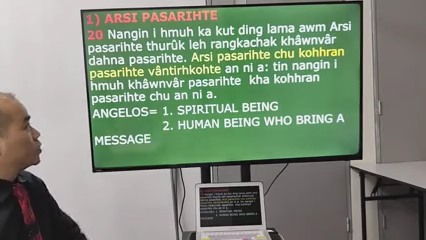 1) ARSI PASARIHTE
20 Nangin i hmuh ka kut ding lama awm Arsi
pasarihte thurûk leh rangkachak khâwnvâr
dahna pasarihte. Arsi pasarihte chu kohhran
pasarihte vântirhkohte an ni a: tin nangin i
hmuh khâwnvâr pasarihte kha kohhran
pasarihte chu an ni a.
ANGELOS= 1. SPIRITUAL BEING
2. HUMAN BEING WHO BRING A
MESSAGE